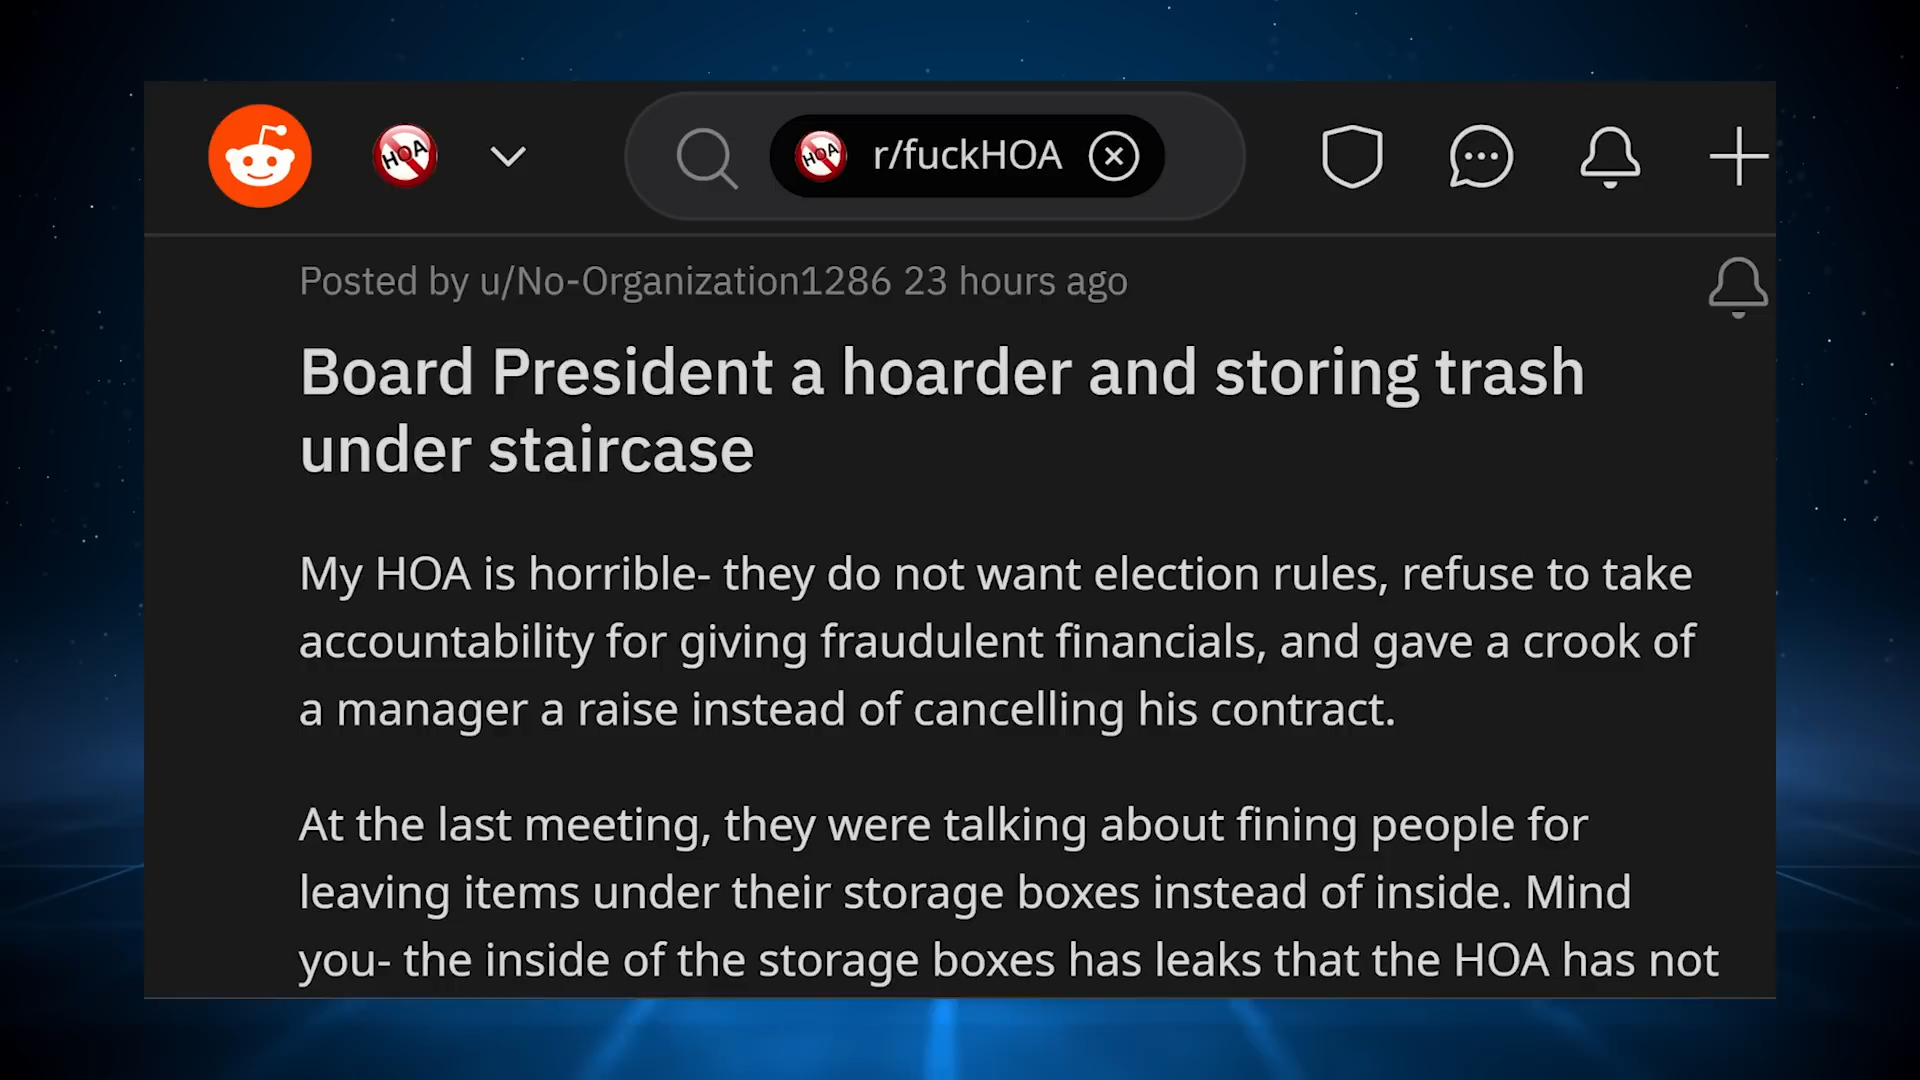 HOA
HOA r/fuckHOA
Posted by u/No-Organization1286 23 hours ago
Board President a hoarder and storing trash
under staircase
My HOA is horrible- they do not want election rules, refuse to take
accountability for giving fraudulent financials, and gave a crook of
a manager a raise instead of cancelling his contract.
At the last meeting, they were talking about fining people for
leaving items under their storage boxes instead of inside. Mind
you- the inside of the storage boxes has leaks that the HOA has not